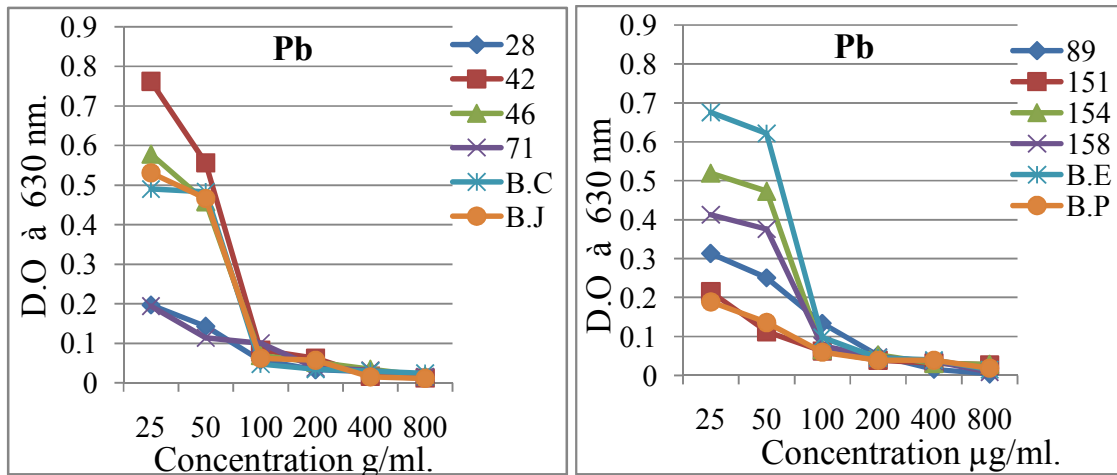 Pb
D.O à 630 nm.
0.9
0.8
0.7
0.6
0.5
0.4
0.3
0.2
0.1
0
25 50 100 200 400 800
Concentration g/ml.
28
42
46
71
B.C
B.J
Pb
D.O à 630 nm
0.9
0.8
0.7
0.6
0.5
0.4
0.3
0.2
0.1
0
25 50 100 200 400 800
Concentration µg/ml.
89
151
154
158
B.E
B.P